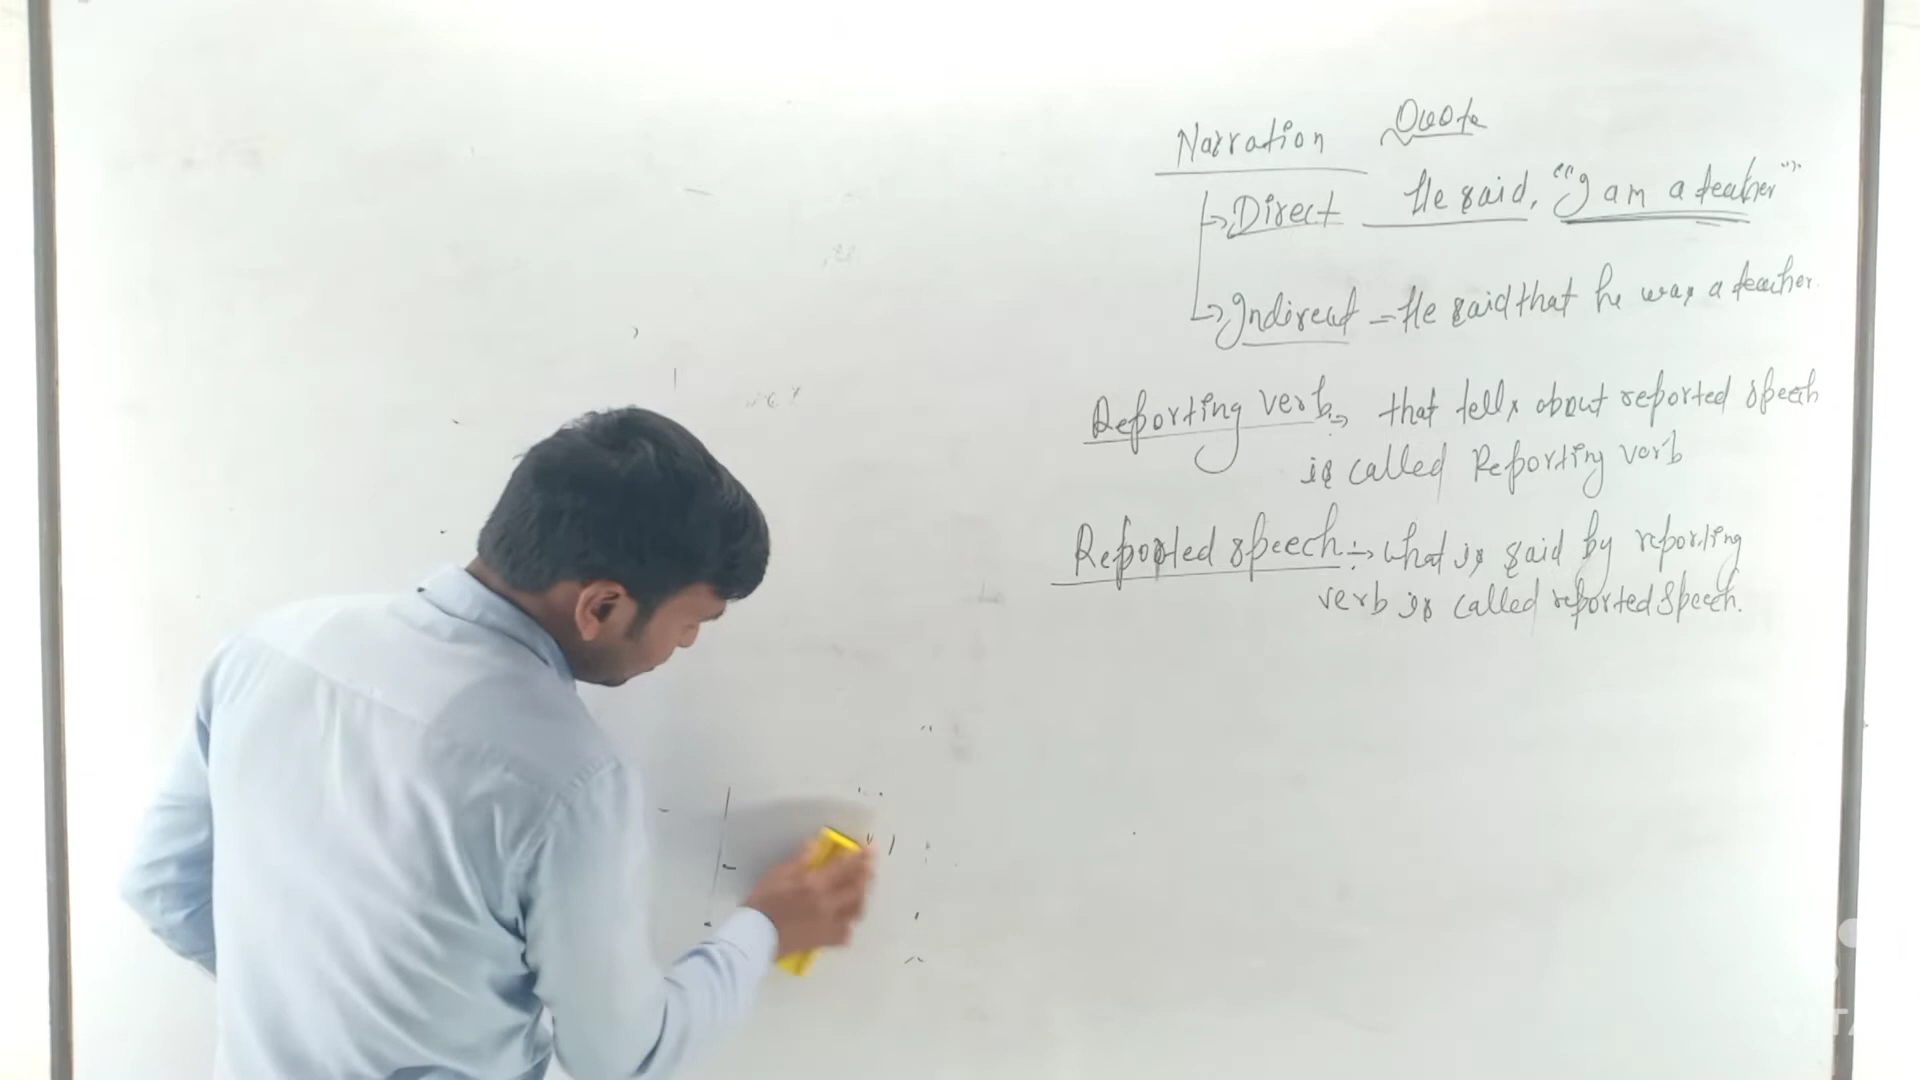 Narration Quote
Direct He said, "I am a teacher"
Indirect = He said that he was a teacher.
Reporting verb → that tells about reported speech
is called Reporting verb
Reported speech :→ what is said by reporting
verb is called reported speech.